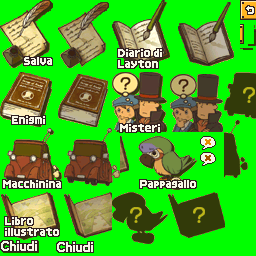 Salva
Diario di
Layton
Enigmi
?
?
Misteri
?
Macchinina
Pappagallo
Libro
illustrato
?
?
Chiudi
Chiudi